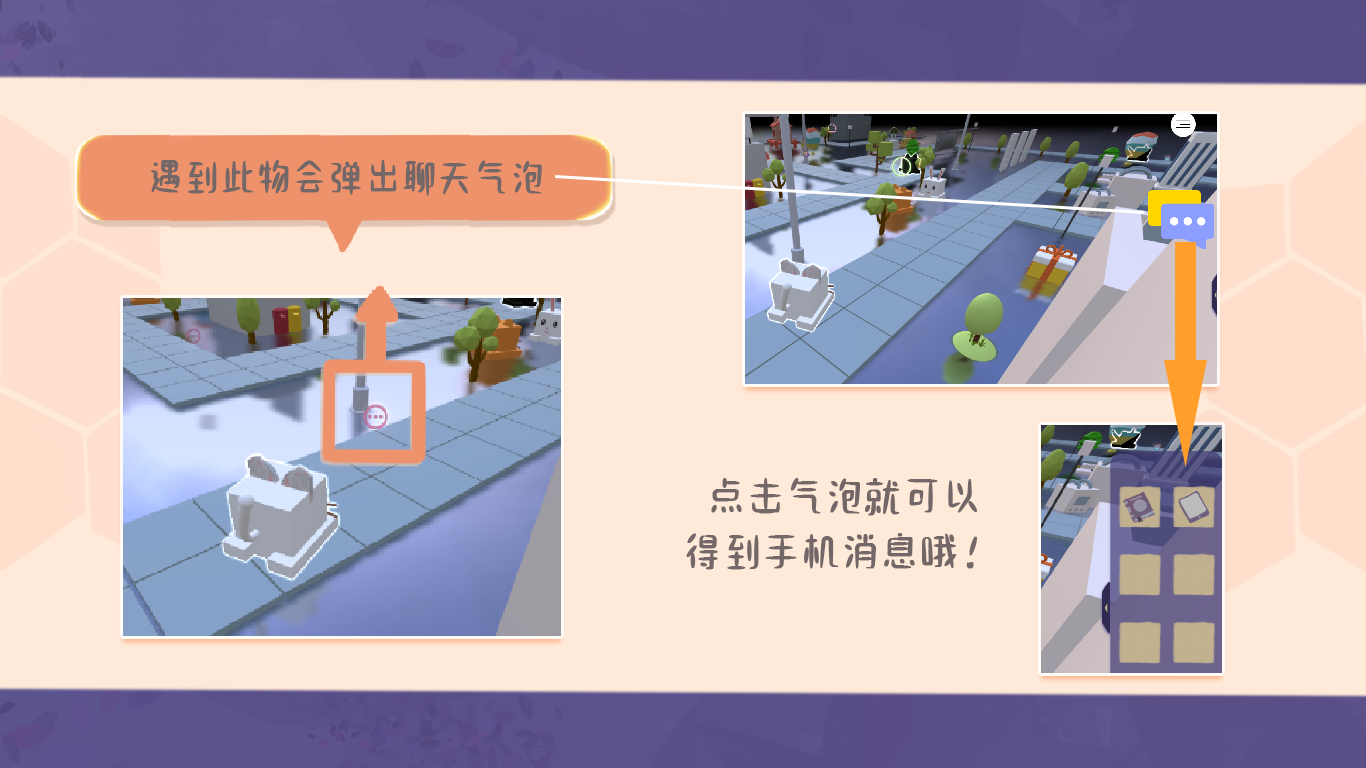 遇到此物会弹出聊天气泡
点击气泡就可以
得到手机消息哦！